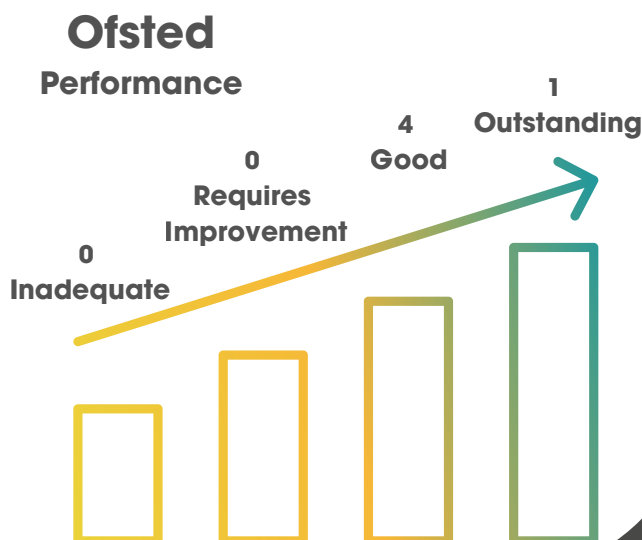 Ofsted
Performance
0
Inadequate
0
Requires
Improvement
4
Good
1
Outstanding